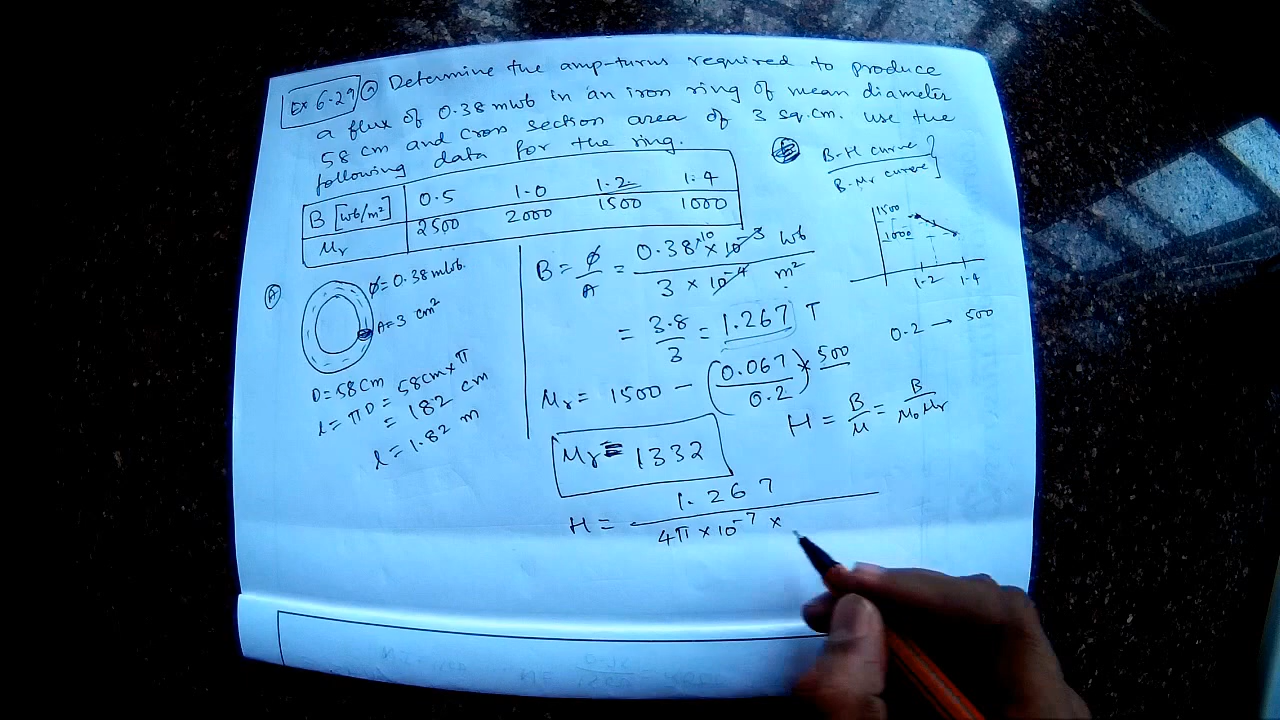 Ex 6.29 (a) Determine the amp-turns required to produce
a flux of 0.38 mwb in an iron ring of mean diameter
58 cm and cross section area of 3 sq.cm. use the
following data for the ring.
B [wb/m²] 0.5 1.0 1.2 1.4
μr 2500 2000 1500 1000
B-H curve ?
B-μr curve
1500
1000
1.2 1.4
0.2 → 500
(A)
φ = 0.38 mwb.
A = 3 cm²
D = 58 cm
l = πD = 58 cm × π
= 182 cm
l = 1.82 m
B = φ/A = 0.38 × 10 × 10⁻³ wb / 3 × 10⁻⁴ m²
= 3.8/3 = 1.267 T
μr = 1500 - (0.067/0.2) × 500
μr = 1332
H = B/μ = B/μ₀μr
H = 1.267 / 4π × 10⁻⁷ ×